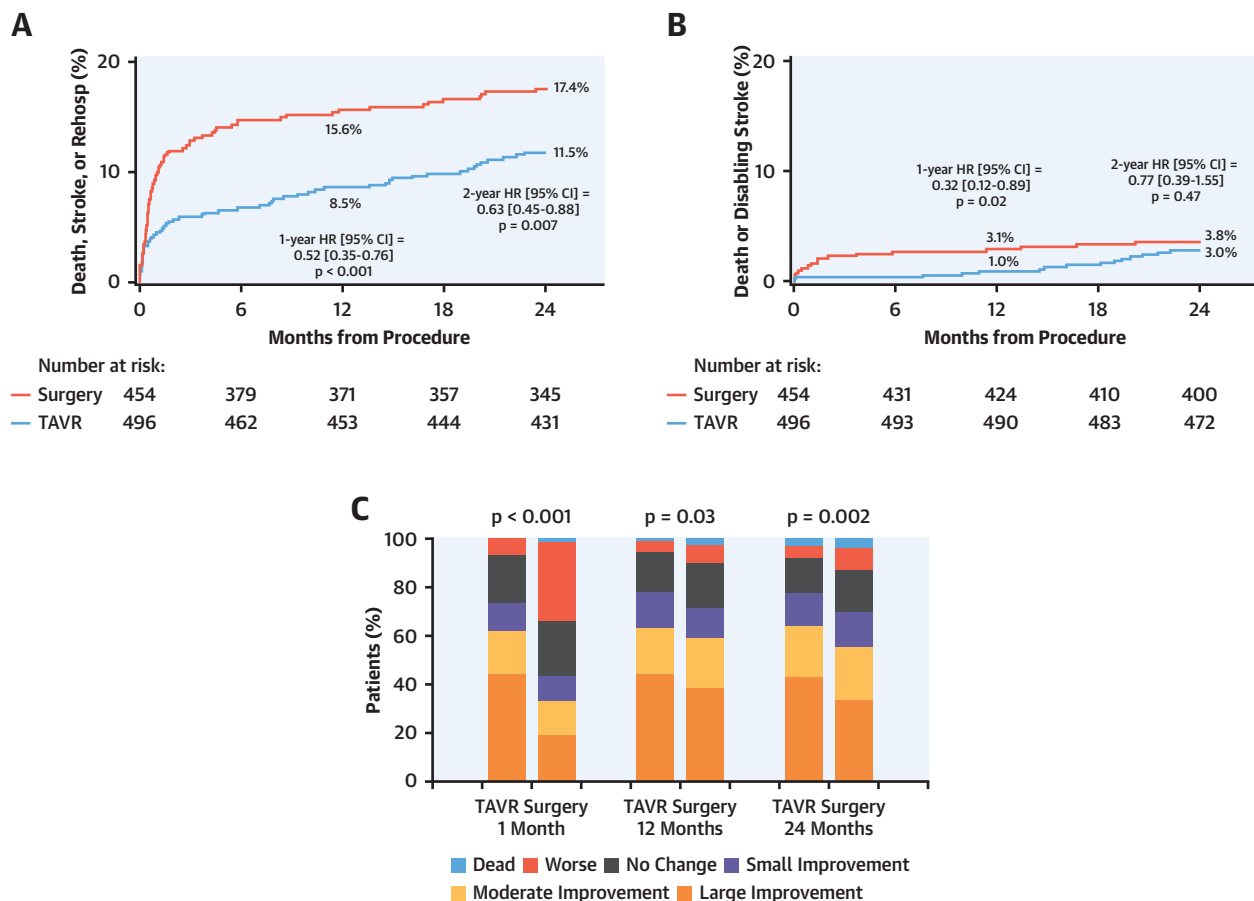 A
Death, Stroke, or Rehosp (%)
20
10
0
17.4%
15.6%
11.5%
8.5%
2-year HR [95% CI] =
0.63 [0.45-0.88]
p = 0.007
1-year HR [95% CI] =
0.52 [0.35-0.76]
p < 0.001
0 6 12 18 24
Months from Procedure
Number at risk:
Surgery 454 379 371 357 345
TAVR 496 462 453 444 431
B
Death or Disabling Stroke (%)
20
10
0
1-year HR [95% CI] =
0.32 [0.12-0.89]
p = 0.02
2-year HR [95% CI] =
0.77 [0.39-1.55]
p = 0.47
3.1%
3.8%
1.0%
3.0%
0 6 12 18 24
Months from Procedure
Number at risk:
Surgery 454 431 424 410 400
TAVR 496 493 490 483 472
C
p < 0.001 p = 0.03 p = 0.002
Patients (%)
100
80
60
40
20
0
TAVR Surgery TAVR Surgery TAVR Surgery
1 Month 12 Months 24 Months
Dead Worse No Change Small Improvement
Moderate Improvement Large Improvement